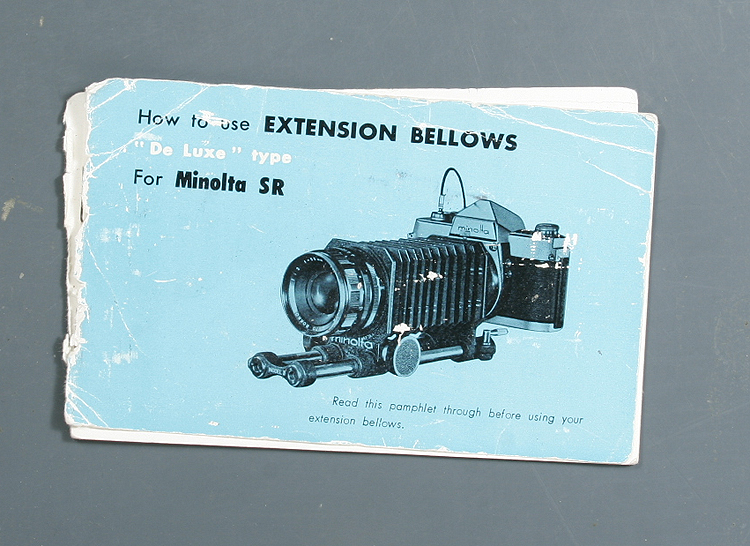 How to use EXTENSION BELLOWS
"De Luxe" type
For Minolta SR
minolta
minolta
Read this pamphlet through before using your
extension bellows.